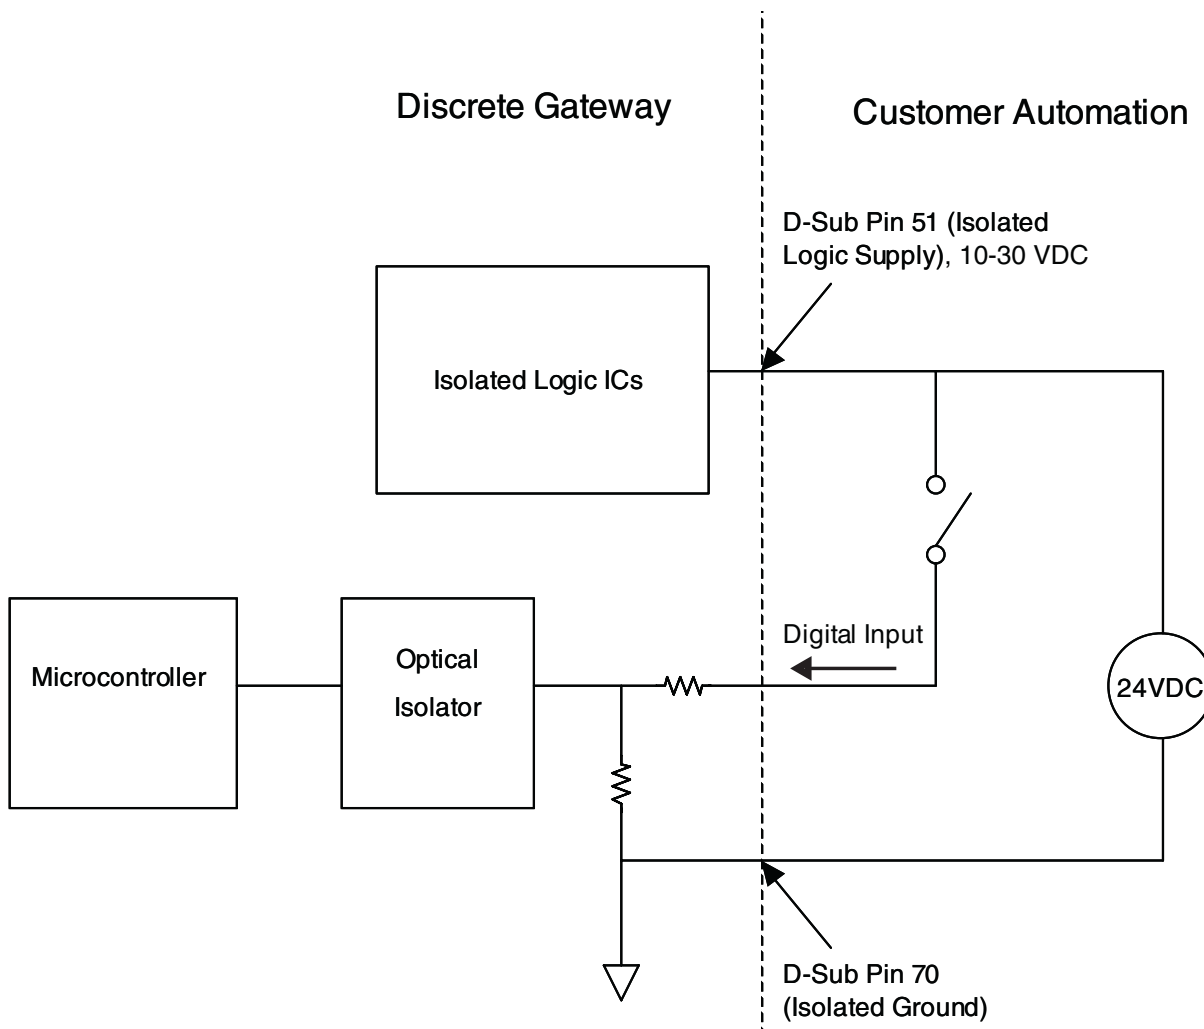 Discrete Gateway
Customer Automation
D-Sub Pin 51 (Isolated
Logic Supply), 10-30 VDC
Isolated Logic ICs
Digital Input
Microcontroller
Optical
Isolator
24VDC
D-Sub Pin 70
(Isolated Ground)